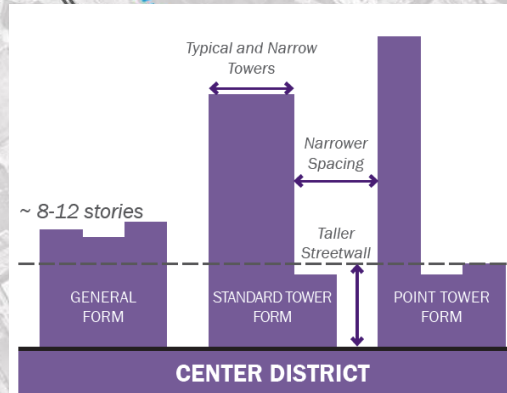 Typical and Narrow
Towers
Narrower
Spacing
~ 8-12 stories
Taller
Streetwall
GENERAL
FORM
STANDARD TOWER
FORM
POINT TOWER
FORM
CENTER DISTRICT